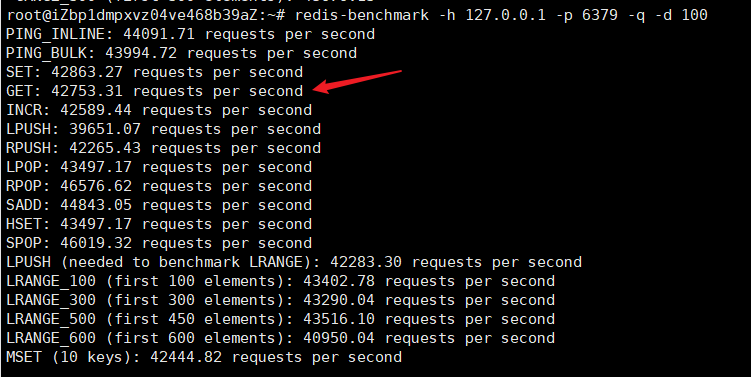 root@iZbp1dmpxvz04ve468b39aZ:~# redis-benchmark -h 127.0.0.1 -p 6379 -q -d 100
PING_INLINE: 44091.71 requests per second
PING_BULK: 43994.72 requests per second
SET: 42863.27 requests per second
GET: 42753.31 requests per second
INCR: 42589.44 requests per second
LPUSH: 39651.07 requests per second
RPUSH: 42265.43 requests per second
LPOP: 43497.17 requests per second
RPOP: 46576.62 requests per second
SADD: 44843.05 requests per second
HSET: 43497.17 requests per second
SPOP: 46019.32 requests per second
LPUSH (needed to benchmark LRANGE): 42283.30 requests per second
LRANGE_100 (first 100 elements): 43402.78 requests per second
LRANGE_300 (first 300 elements): 43290.04 requests per second
LRANGE_500 (first 450 elements): 43516.10 requests per second
LRANGE_600 (first 600 elements): 40950.04 requests per second
MSET (10 keys): 42444.82 requests per second